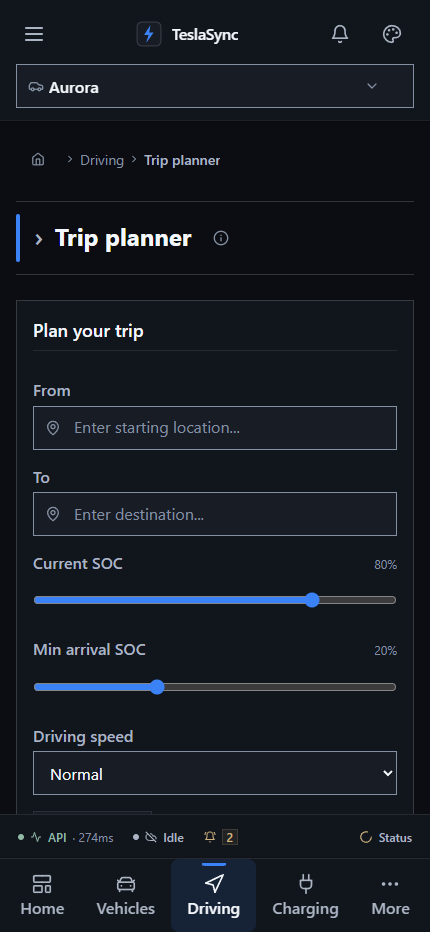 TeslaSync
Aurora
Driving Trip planner
Trip planner
Plan your trip
From
Enter starting location...
To
Enter destination...
Current SOC 80%
Min arrival SOC 20%
Driving speed
Normal
API · 274ms Idle 2 Status
Home Vehicles Driving Charging More